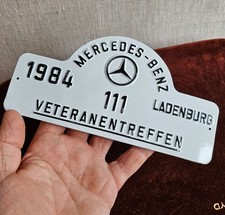 MERCEDES-BENZ
1984
111
LADENBURG
VETERANENTREFFEN